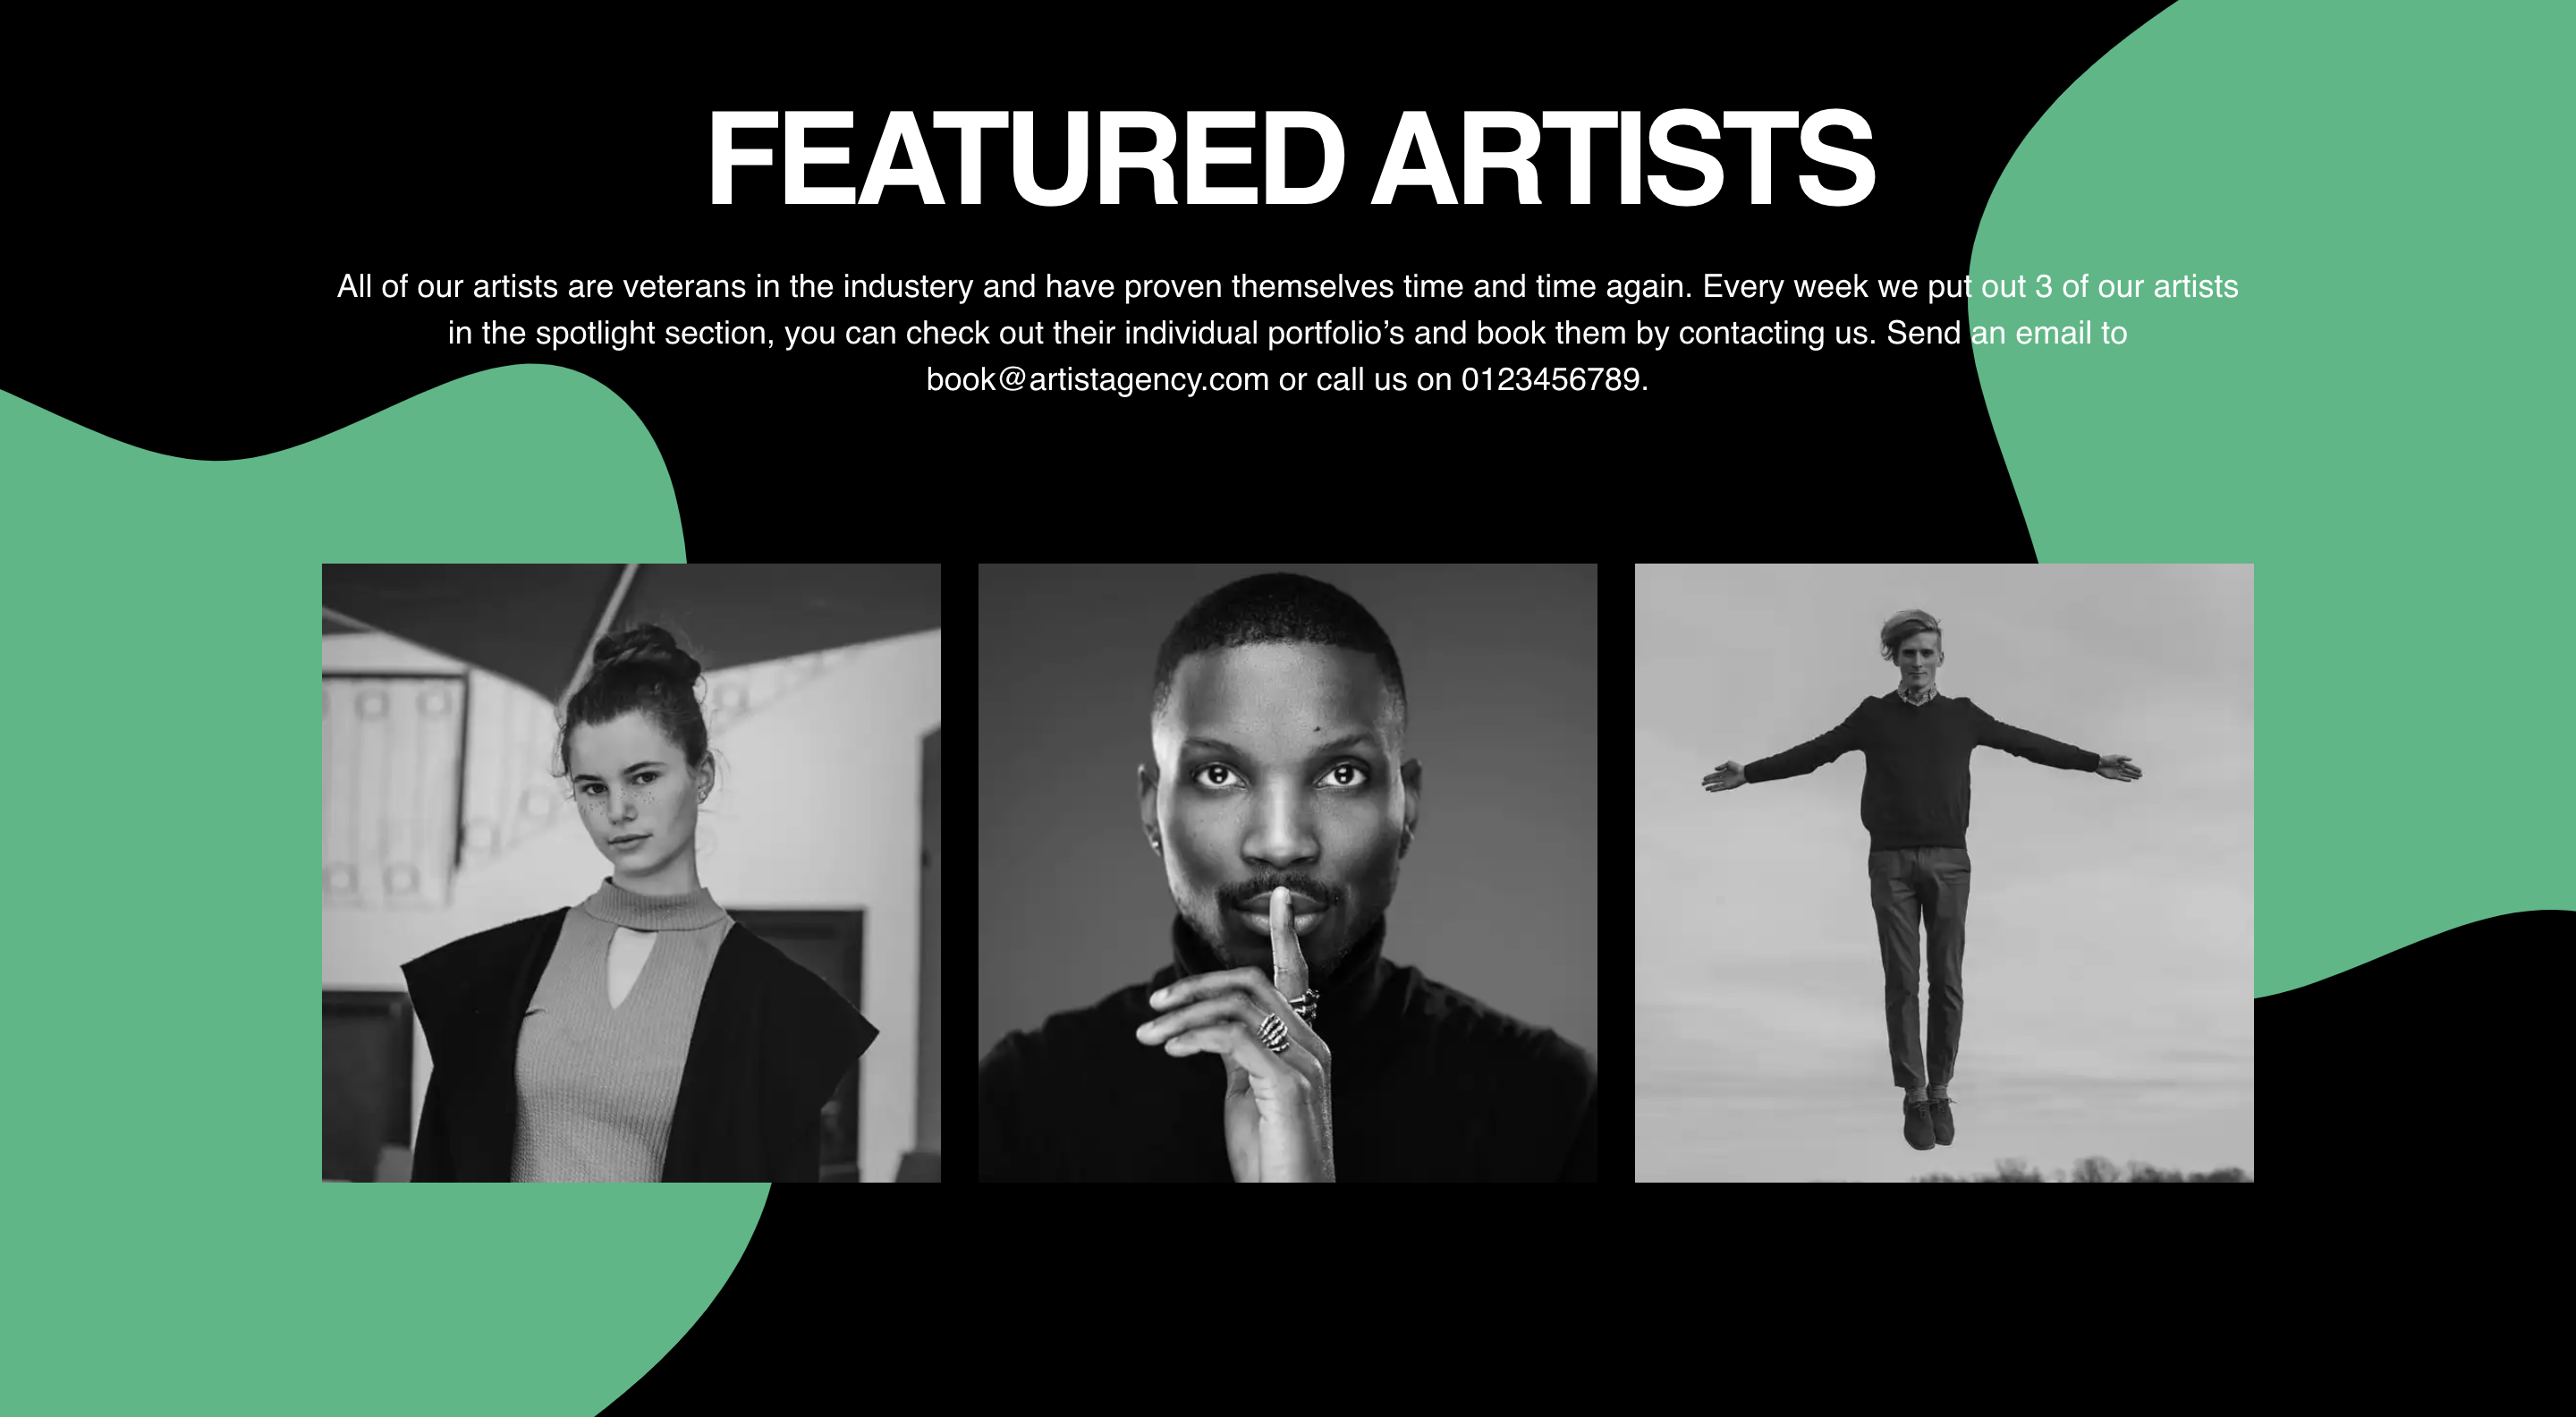 FEATURED ARTISTS
All of our artists are veterans in the industery and have proven themselves time and time again. Every week we put out 3 of our artists
in the spotlight section, you can check out their individual portfolio’s and book them by contacting us. Send an email to
book@artistagency.com or call us on 0123456789.